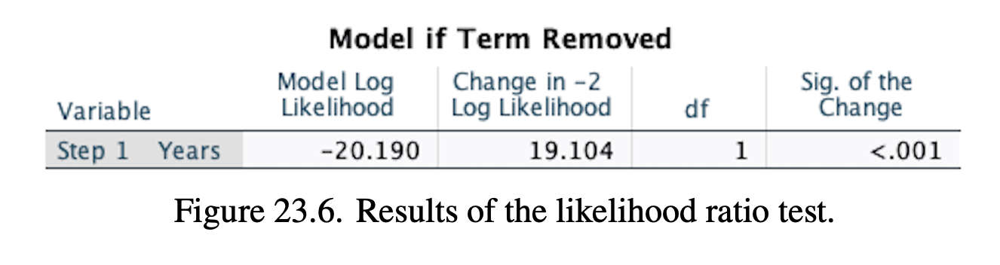 Model if Term Removed
Variable Model Log Likelihood Change in –2 Log Likelihood df Sig. of the Change
Step 1 Years -20.190 19.104 1 <.001
Figure 23.6. Results of the likelihood ratio test.